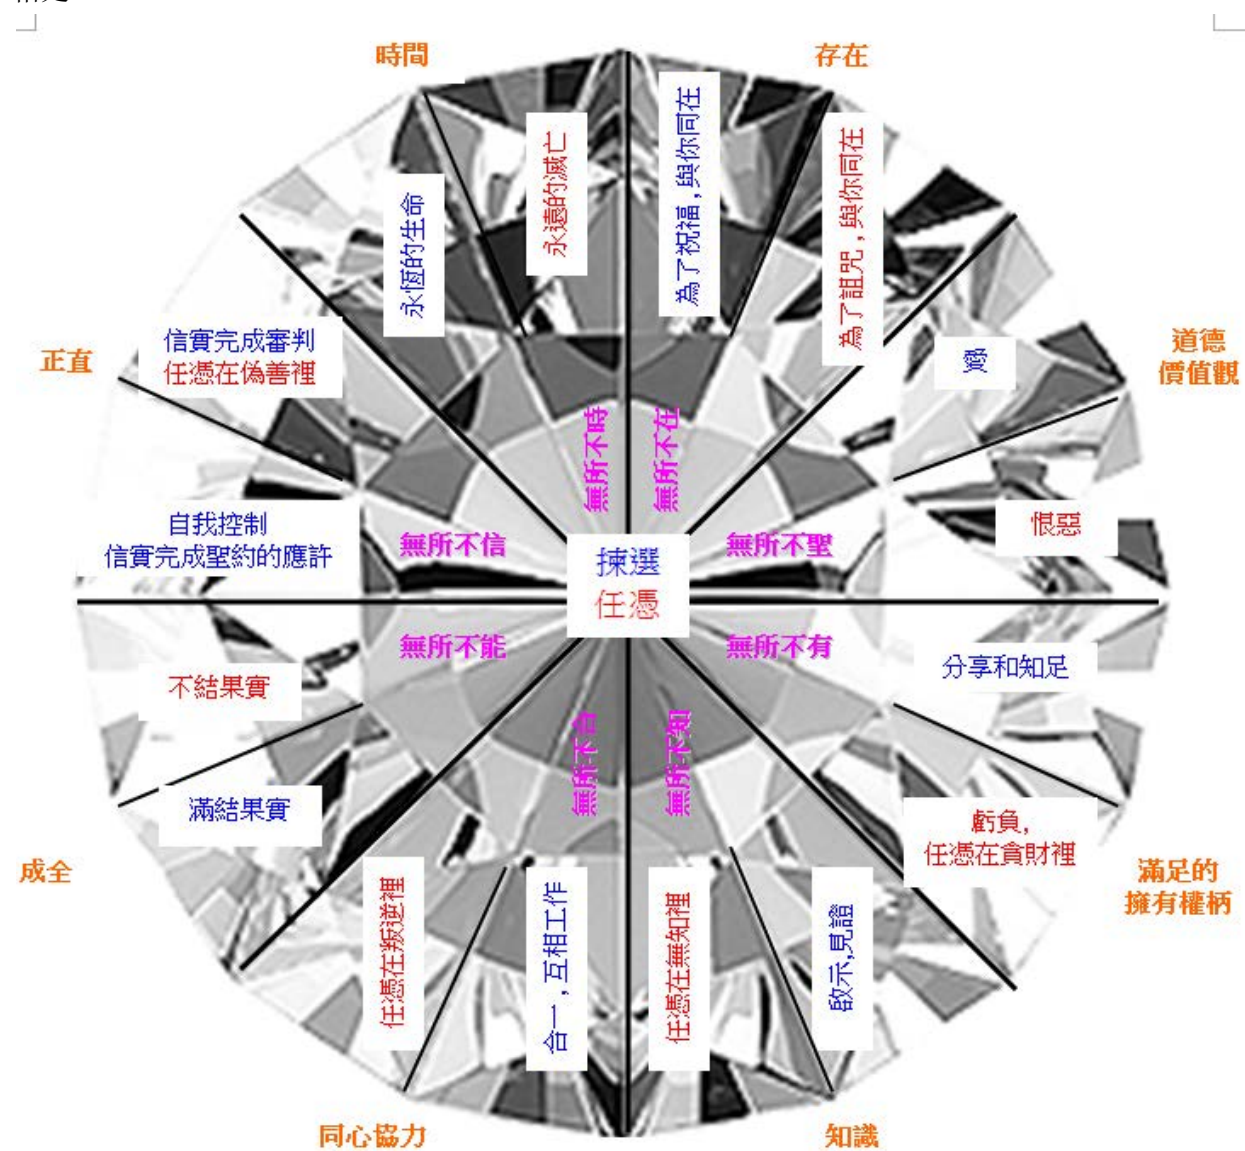 時間
存在
永恆的生命
永遠的滅亡
為了祝福,與你同在
為了詛咒,與你同在
正直
信實完成審判
任憑在偽善裡
愛
道德
價值觀
無所不時
無所不在
自我控制
信實完成聖約的應許
無所不信
無所不聖
恨惡
揀選
任憑
無所不能
無所不有
不結果實
分享和知足
滿結果實
無所不合
無所不知
虧負,
任憑在貪財裡
成全
滿足的
擁有權柄
任憑在叛逆裡
合一,互相工作
任憑在無知裡
啟示,見證
同心協力
知識